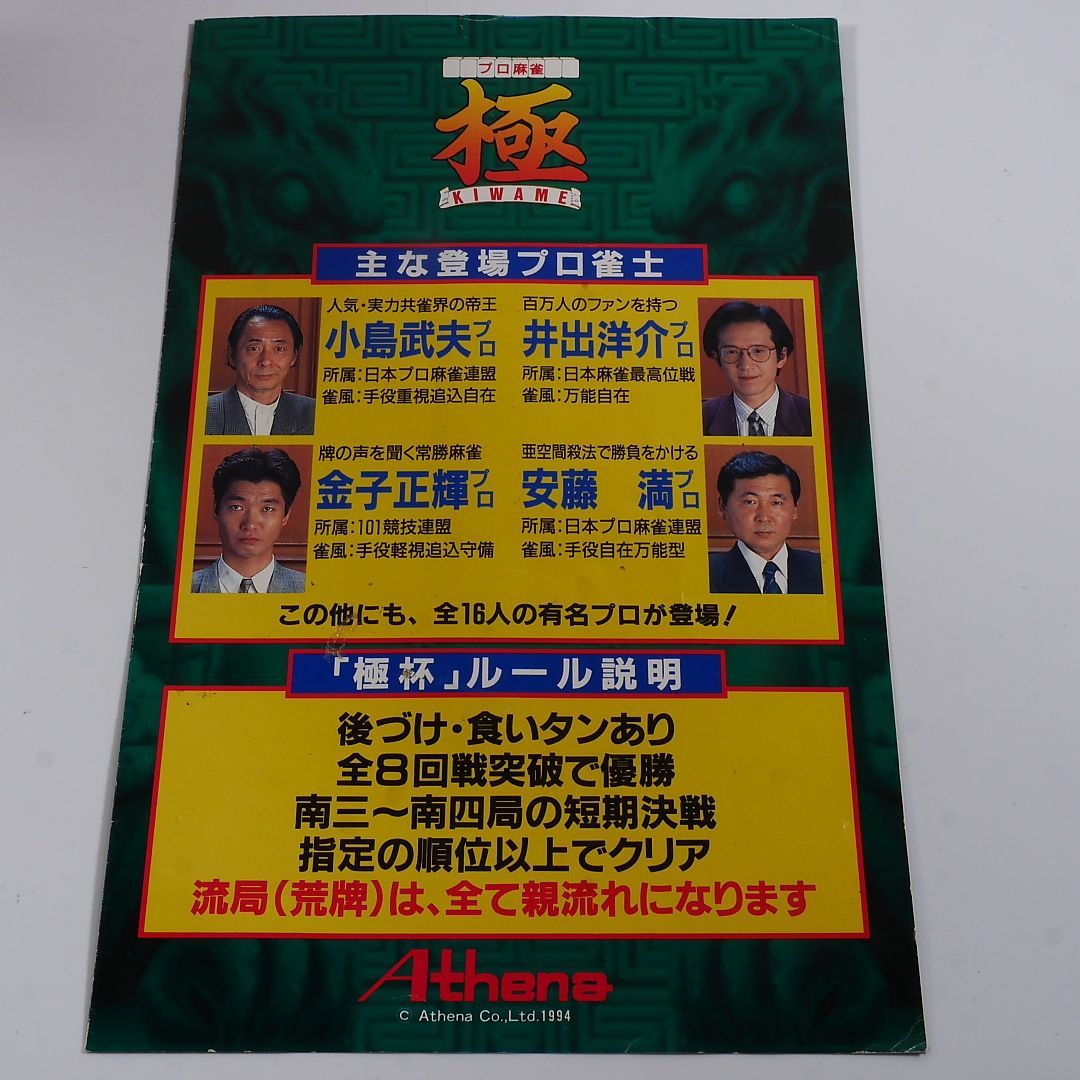 プロ麻雀
極
KIWAME
主な登場プロ雀士
人気・実力共雀界の帝王
小島武夫プロ
所属:日本プロ麻雀連盟
雀風:手役重視追込自在
百万人のファンを持つ
井出洋介プロ
所属:日本麻雀最高位戦
雀風:万能自在
牌の声を聞く常勝麻雀
金子正輝プロ
所属:101競技連盟
雀風:手役軽視追込守備
亜空間殺法で勝負をかける
安藤 満プロ
所属:日本プロ麻雀連盟
雀風:手役自在万能型
この他にも、全16人の有名プロが登場!
「極杯」ルール説明
後づけ・食いタンあり
全8回戦突破で優勝
南三〜南四局の短期決戦
指定の順位以上でクリア
流局(荒牌)は、全て親流れになります
Athena
C Athena Co.,Ltd.1994